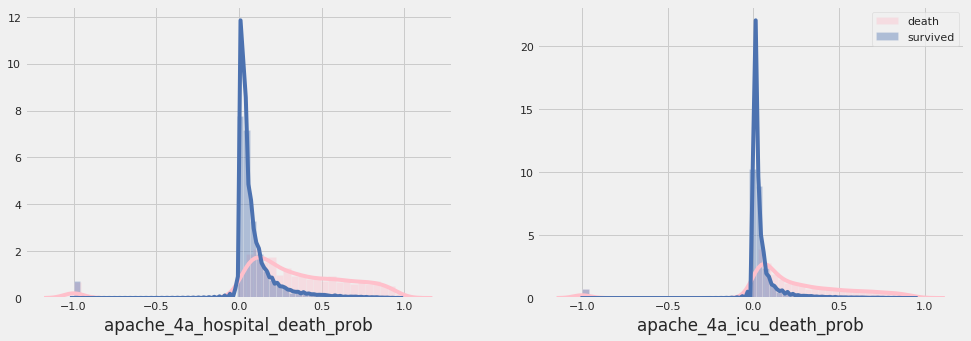 12
10
8
6
4
2
0
−1.0 −0.5 0.0 0.5 1.0
apache_4a_hospital_death_prob
death
survived
20
15
10
5
0
−1.0 −0.5 0.0 0.5 1.0
apache_4a_icu_death_prob